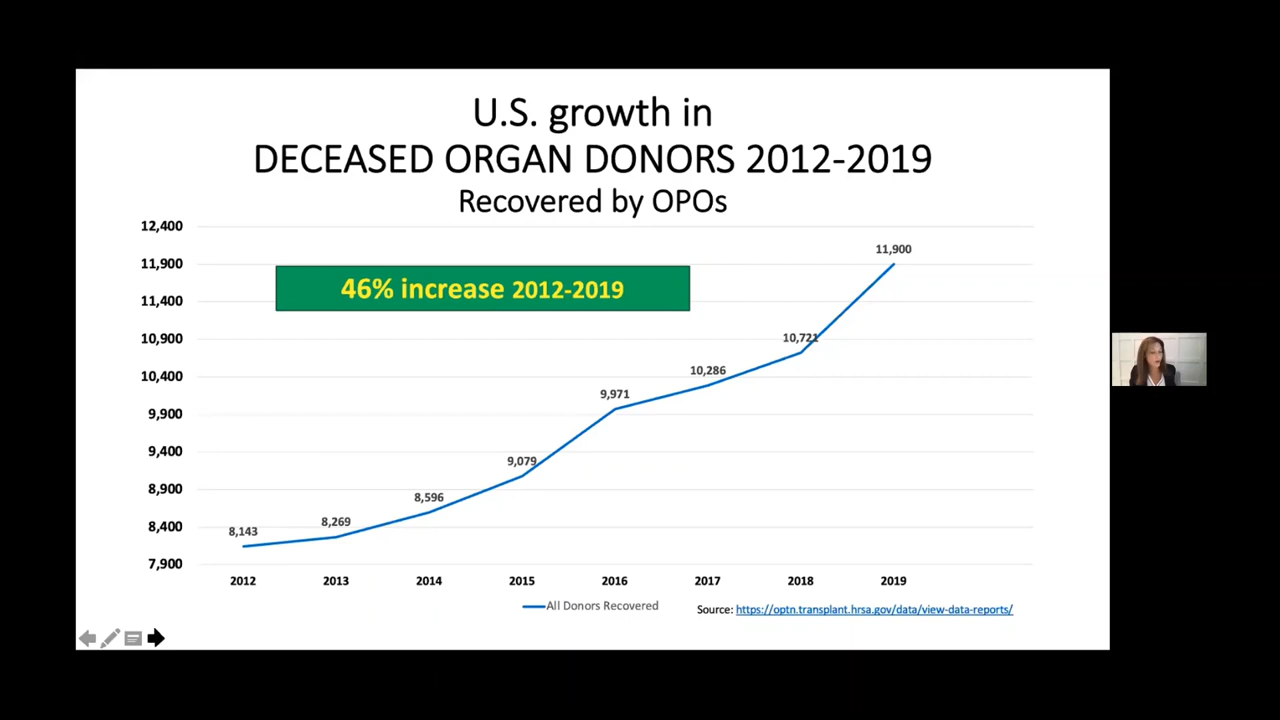 U.S. growth in
DECEASED ORGAN DONORS 2012-2019
Recovered by OPOs
12,400
11,900
11,400
10,900
10,400
9,900
9,400
8,900
8,400
7,900
46% increase 2012-2019
8,143
8,269
8,596
9,079
9,971
10,286
10,721
11,900
2012 2013 2014 2015 2016 2017 2018 2019
All Donors Recovered
Source: https://optn.transplant.hrsa.gov/data/view-data-reports/